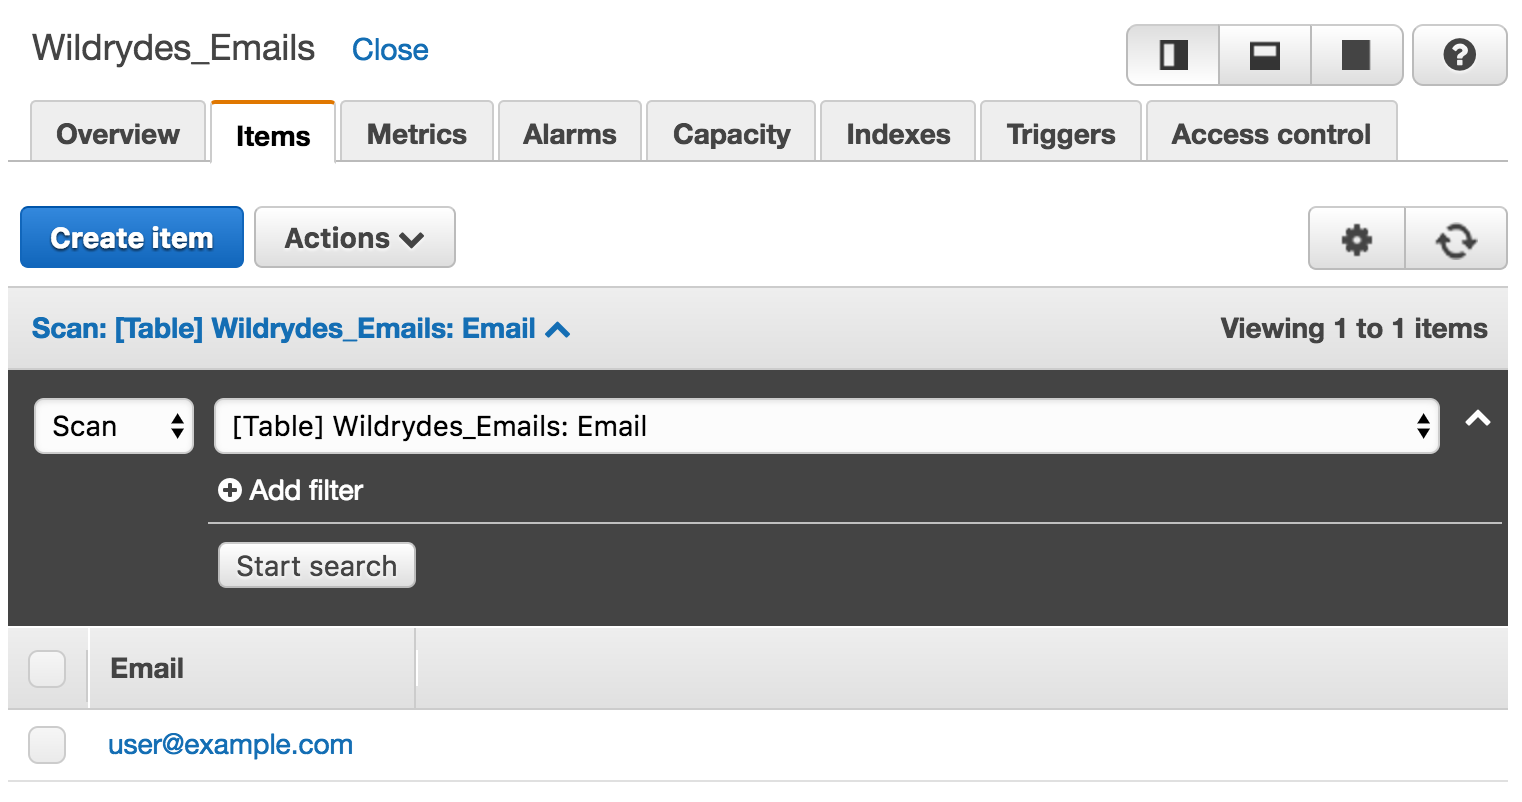 Wildrydes_Emails Close
Overview Items Metrics Alarms Capacity Indexes Triggers Access control
Create item Actions
Scan: [Table] Wildrydes_Emails: Email Viewing 1 to 1 items
Scan [Table] Wildrydes_Emails: Email
Add filter
Start search
Email
user@example.com